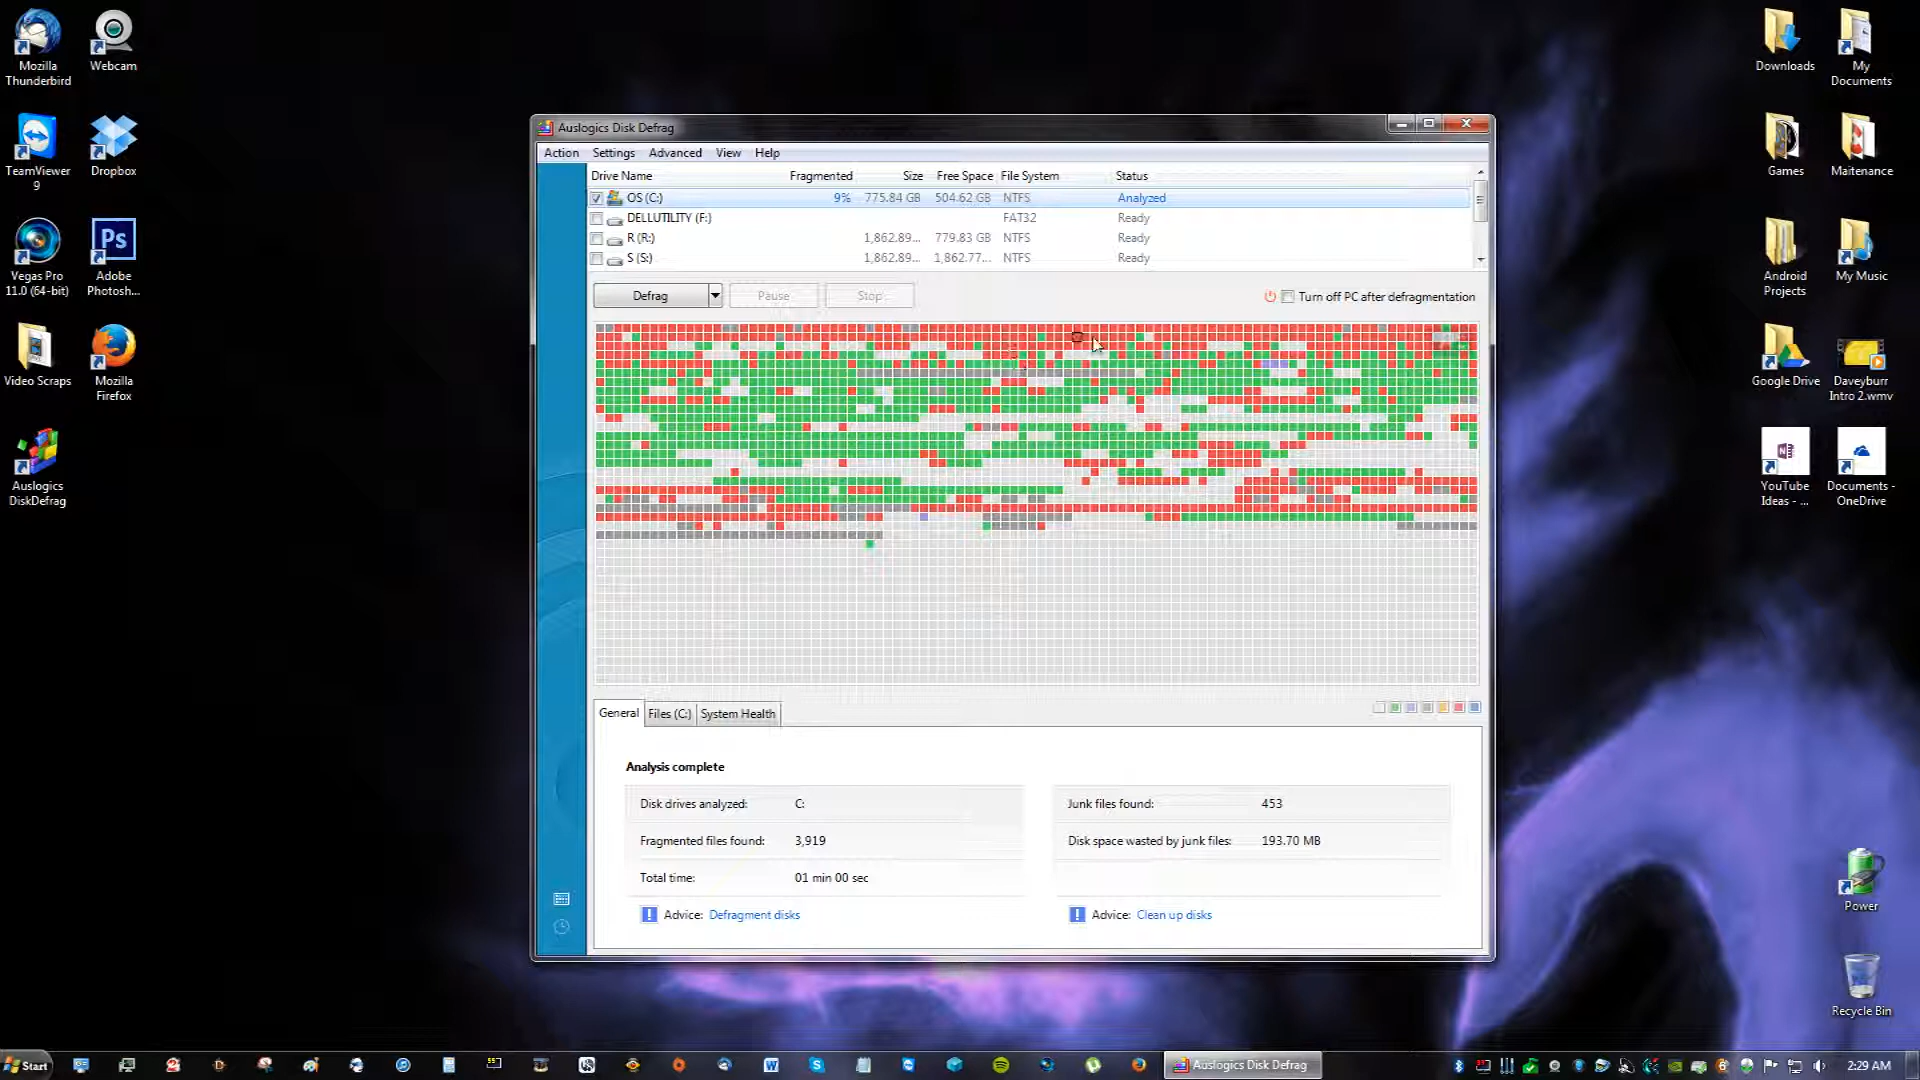 Mozilla
Thunderbird
Webcam
TeamViewer
9
Dropbox
Vegas Pro
11.0 (64-bit)
Adobe
Photosh...
Video Scraps
Mozilla
Firefox
Auslogics
DiskDefrag
Auslogics Disk Defrag
Action Settings Advanced View Help
Drive Name Fragmented Size Free Space File System Status
OS (C:) 9% 775.84 GB 504.62 GB NTFS Analyzed
DELLUTILITY (F:) FAT32 Ready
R (R:) 1,862.89... 779.83 GB NTFS Ready
S (S:) 1,862.89... 1,862.77... NTFS Ready
Defrag Pause Stop Turn off PC after defragmentation
General Files (C:) System Health
Analysis complete
Disk drives analyzed: C:
Fragmented files found: 3,919
Total time: 01 min 00 sec
Advice: Defragment disks
Junk files found: 453
Disk space wasted by junk files: 193.70 MB
Advice: Clean up disks
Downloads
My
Documents
Games
Maitenance
Android
Projects
My Music
Google Drive
Daveyburr
Intro 2.wmv
YouTube
Ideas - ...
Documents -
OneDrive
Power
Recycle Bin
Start
Auslogics Disk Defrag
2:29 AM